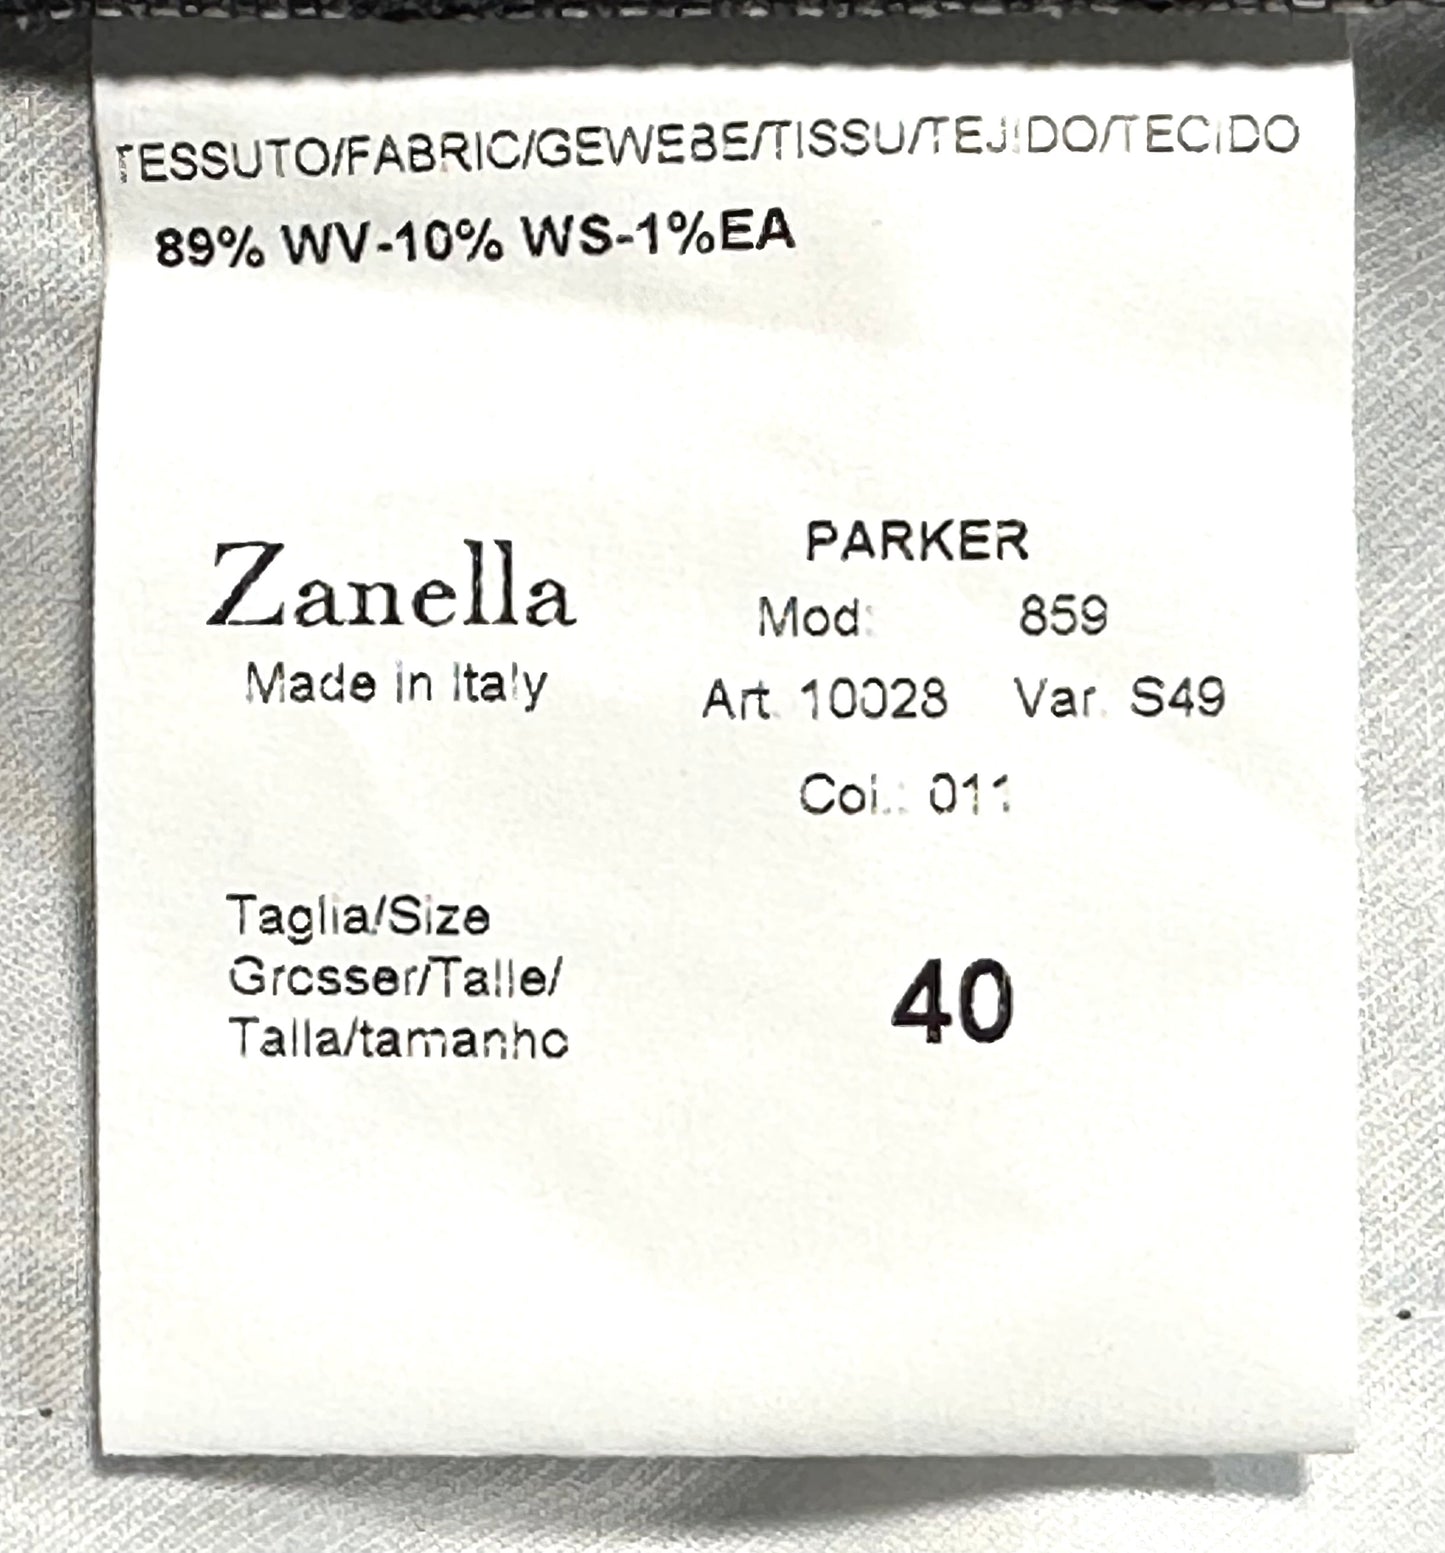 TESSUTO/FABRIC/GEWEBE/TISSU/TEJIDO/TECIDO
89% WV-10% WS-1%EA
Zanella
Made in Italy
PARKER
Mod: 859
Art. 10028 Var. S49
Col.: 011
Taglia/Size
Grosser/Talle/
Talla/tamanho
40